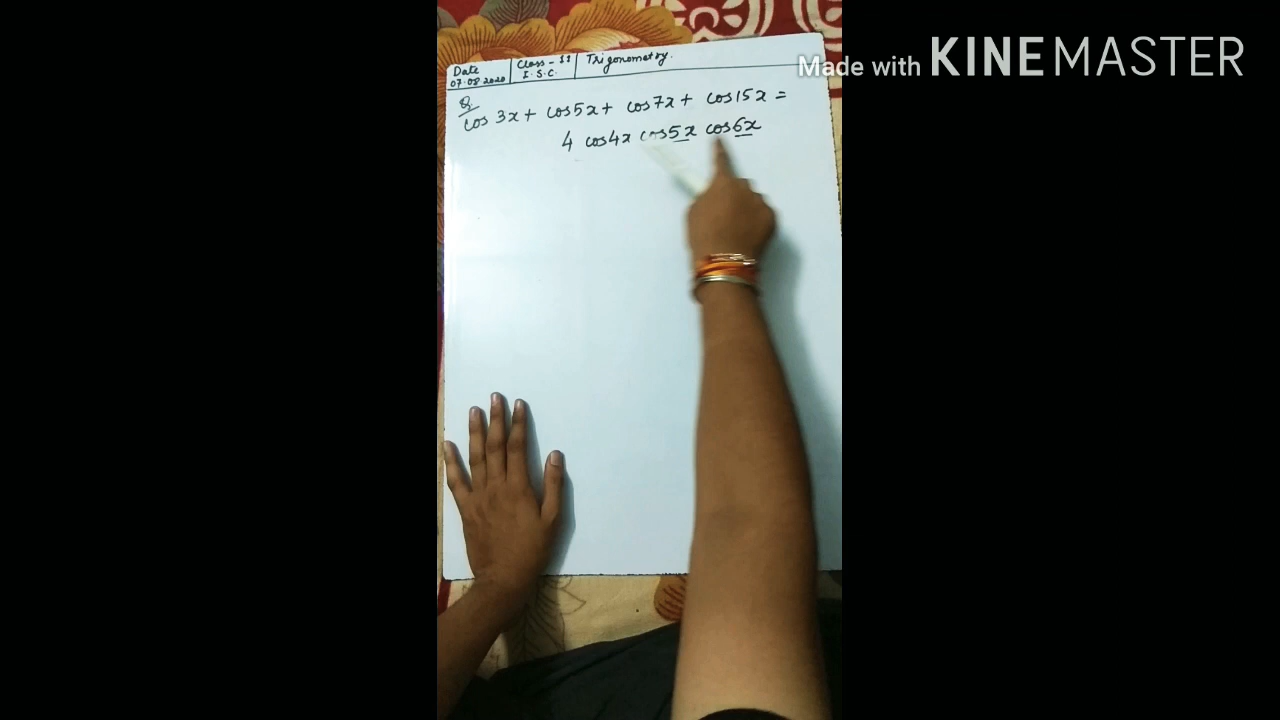 Made with KINEMASTER
Date
07.08.2020
Class - 11
I.S.C.
Trigonometry.
Q.
cos 3x + cos5x + cos7x + cos15x =
4 cos4x cos5x cos6x